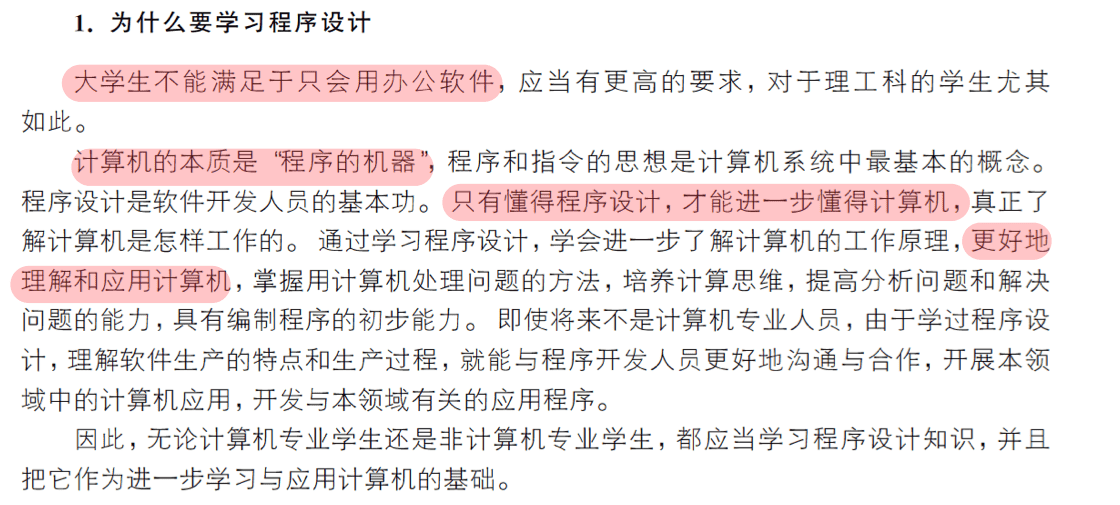 1. 为什么要学习程序设计
大学生不能满足于只会用办公软件，应当有更高的要求，对于理工科的学生尤其
如此。
计算机的本质是“程序的机器”，程序和指令的思想是计算机系统中最基本的概念。
程序设计是软件开发人员的基本功。只有懂得程序设计，才能进一步懂得计算机，真正了
解计算机是怎样工作的。通过学习程序设计，学会进一步了解计算机的工作原理，更好地
理解和应用计算机，掌握用计算机处理问题的方法，培养计算思维，提高分析问题和解决
问题的能力，具有编制程序的初步能力。即使将来不是计算机专业人员，由于学过程序设
计，理解软件生产的特点和生产过程，就能与程序开发人员更好地沟通与合作，开展本领
域中的计算机应用，开发与本领域有关的应用程序。
因此，无论计算机专业学生还是非计算机专业学生，都应当学习程序设计知识，并且
把它作为进一步学习与应用计算机的基础。